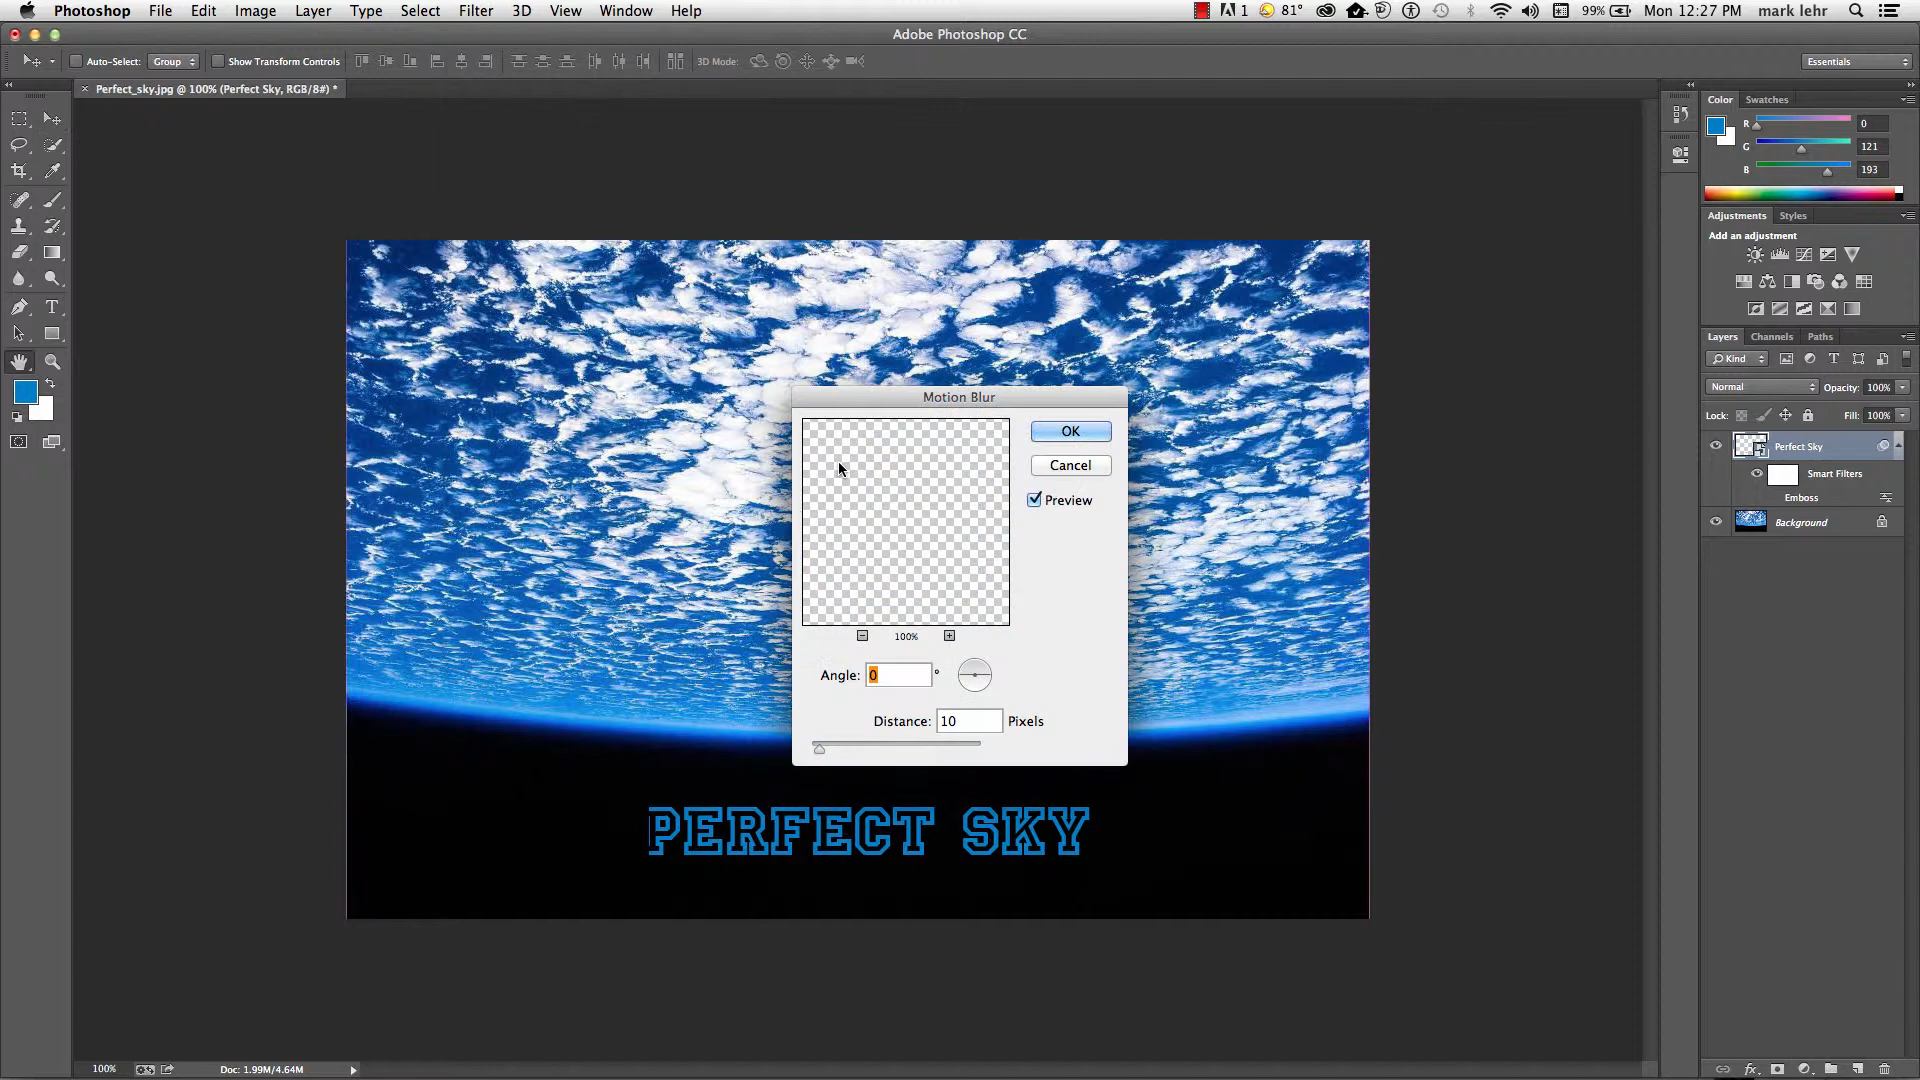 Photoshop File Edit Image Layer Type Select Filter 3D View Window Help 1 81° 99% Mon 12:27 PM mark lehr
Adobe Photoshop CC
Auto-Select: Group Show Transform Controls 3D Mode: Essentials
× Perfect_sky.jpg @ 100% (Perfect Sky, RGB/8#) *
Color Swatches
R 0
G 121
B 193
Adjustments Styles
Add an adjustment
Layers Channels Paths
Kind
Normal Opacity: 100%
Lock: Fill: 100%
Perfect Sky
Smart Filters
Emboss
Background
Motion Blur
OK
Cancel
Preview
100%
Angle: 0 °
Distance: 10 Pixels
PERFECT SKY
100% Doc: 1.99M/4.64M